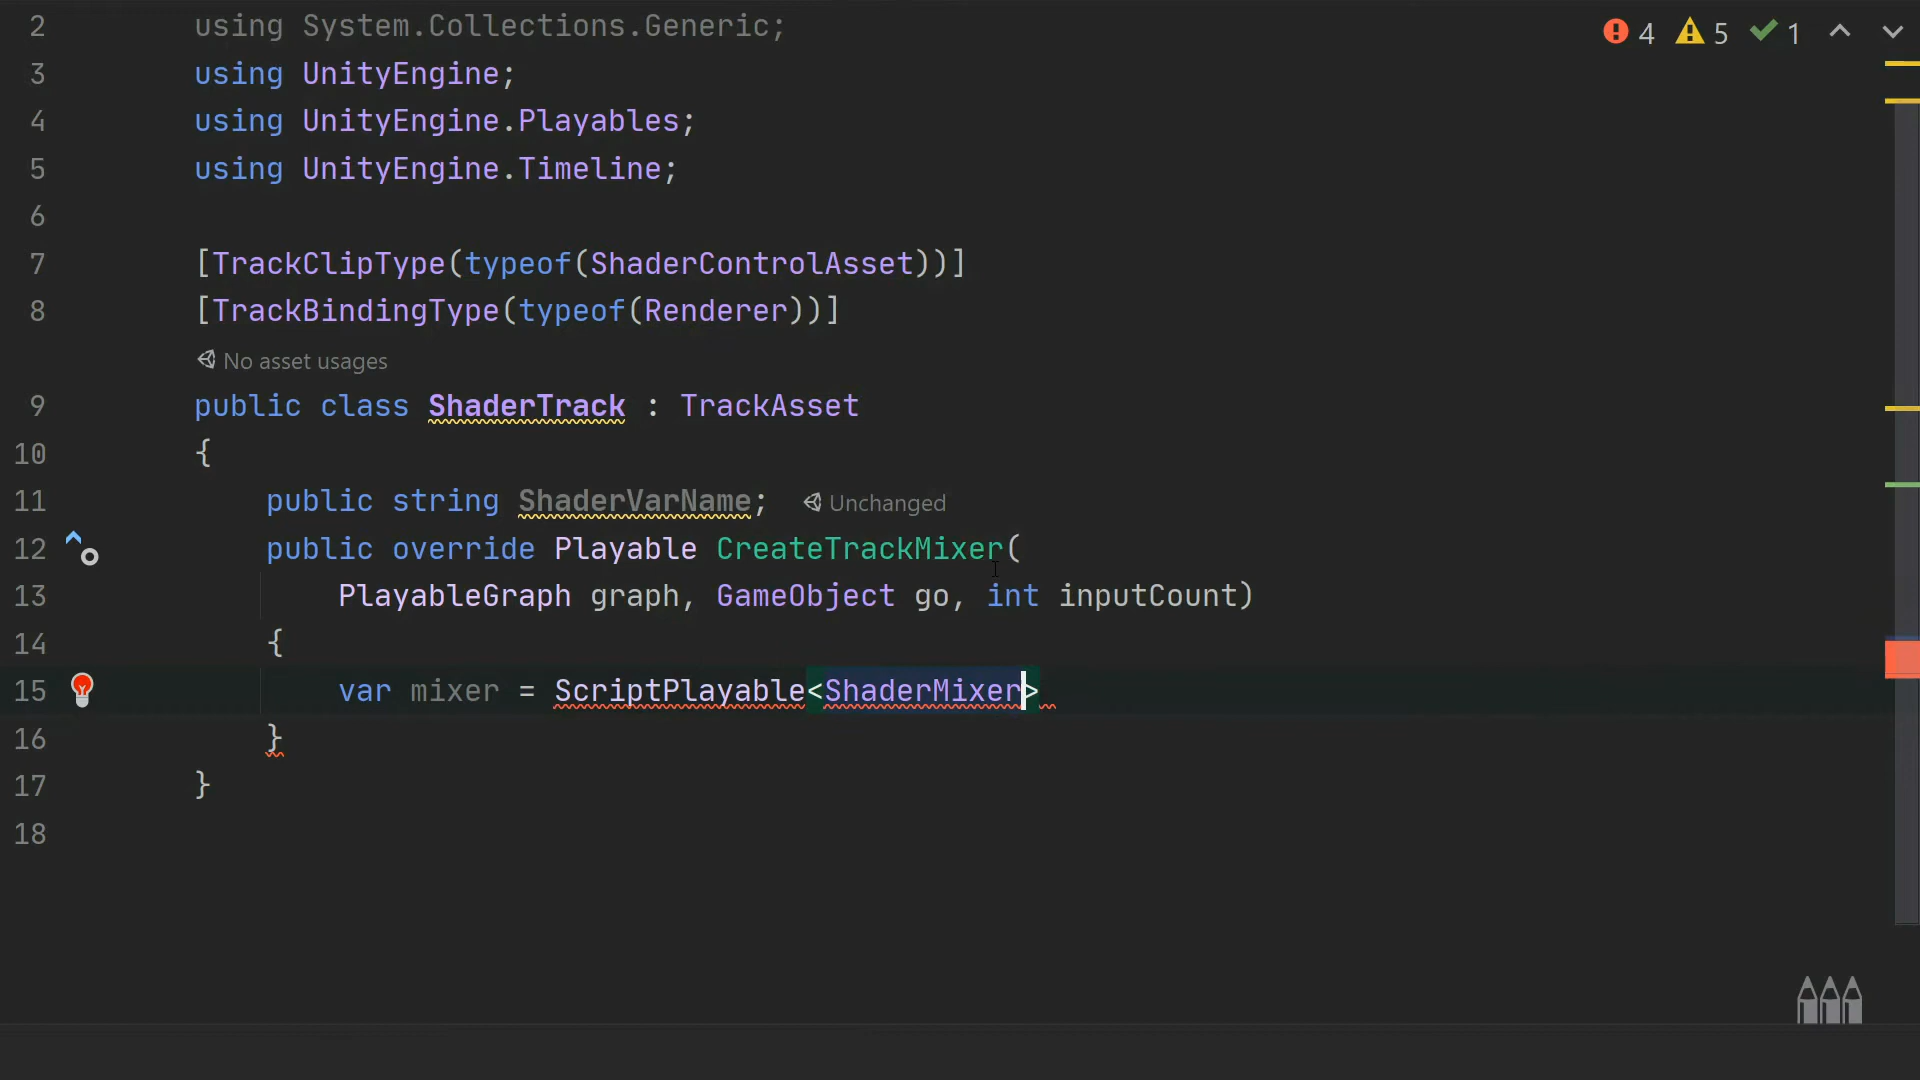 4 5 1
2 using System.Collections.Generic;
3 using UnityEngine;
4 using UnityEngine.Playables;
5 using UnityEngine.Timeline;
6
7 [TrackClipType(typeof(ShaderControlAsset))]
8 [TrackBindingType(typeof(Renderer))]
No asset usages
9 public class ShaderTrack : TrackAsset
10 {
11 public string ShaderVarName; Unchanged
12 public override Playable CreateTrackMixer(
13 PlayableGraph graph, GameObject go, int inputCount)
14 {
15 var mixer = ScriptPlayable<ShaderMixer>
16 }
17 }
18